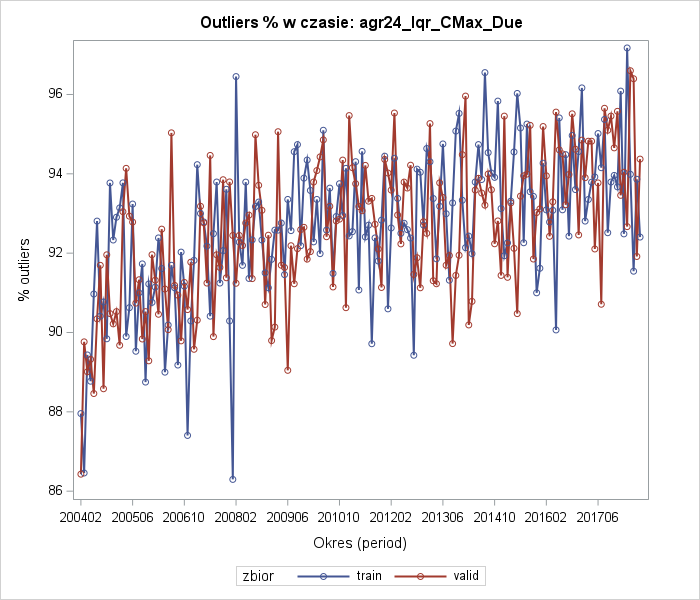 Outliers % w czasie: agr24_Iqr_CMax_Due
% outliers
96
94
92
90
88
86
200402 200506 200610 200802 200906 201010 201202 201306 201410 201602 201706
Okres (period)
zbior train valid